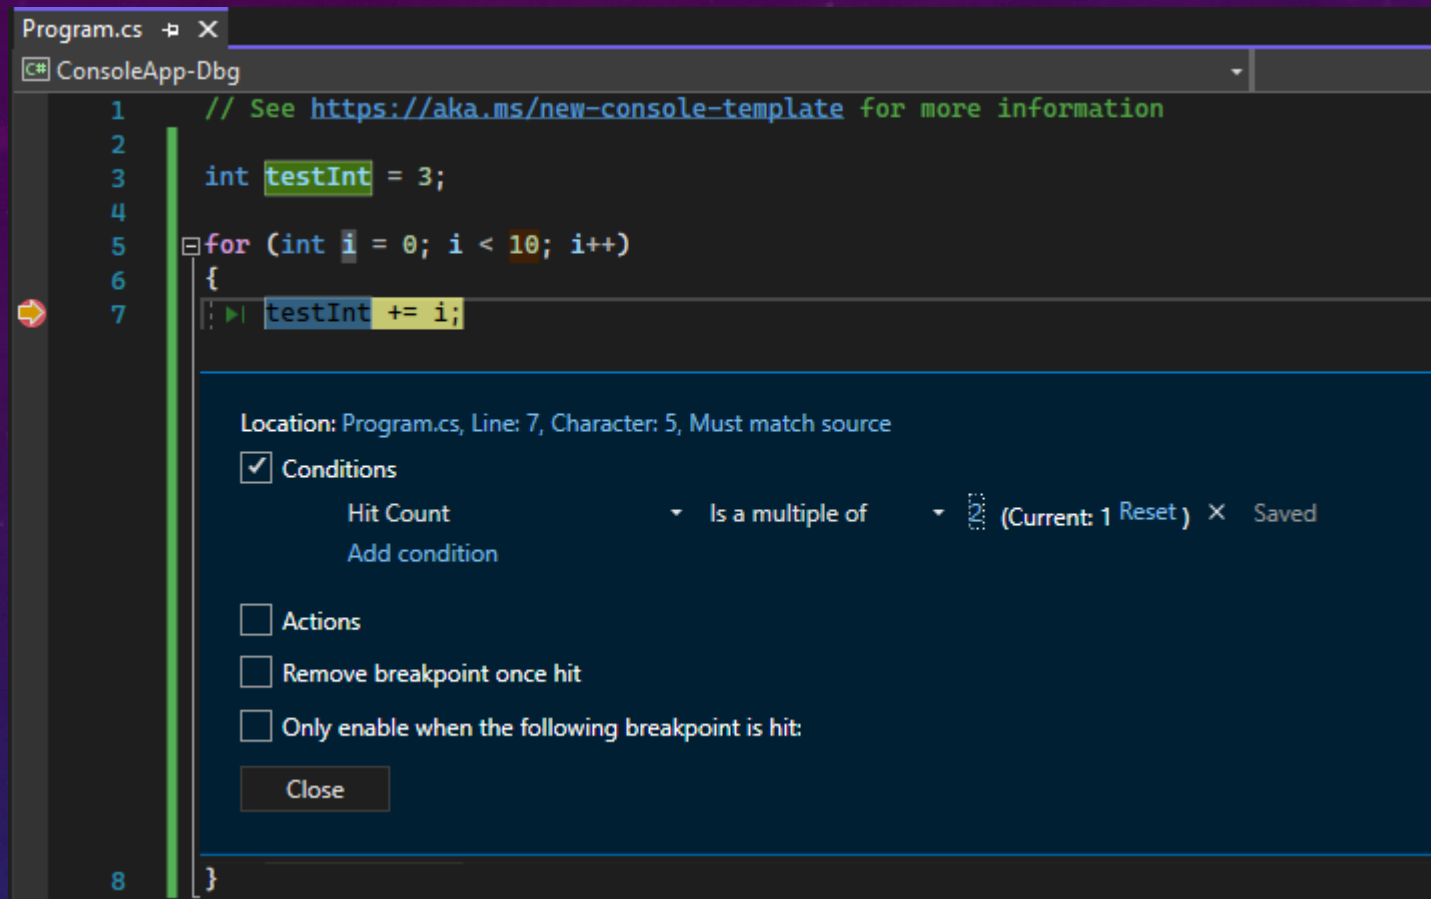 Program.cs
C# ConsoleApp-Dbg
1 // See https://aka.ms/new-console-template for more information
2
3 int testInt = 3;
4
5 for (int i = 0; i < 10; i++)
6 {
7 testInt += i;
Location: Program.cs, Line: 7, Character: 5, Must match source
Conditions
Hit Count Is a multiple of 2 (Current: 1 Reset ) Saved
Add condition
Actions
Remove breakpoint once hit
Only enable when the following breakpoint is hit:
Close
8 }